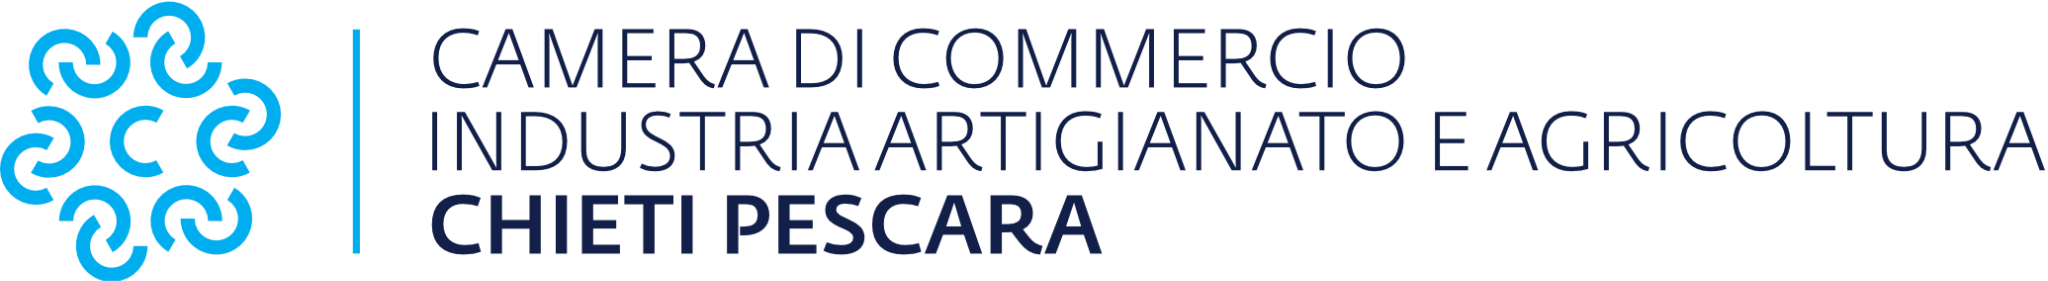 CAMERA DI COMMERCIO
INDUSTRIA ARTIGIANATO E AGRICOLTURA
CHIETI PESCARA